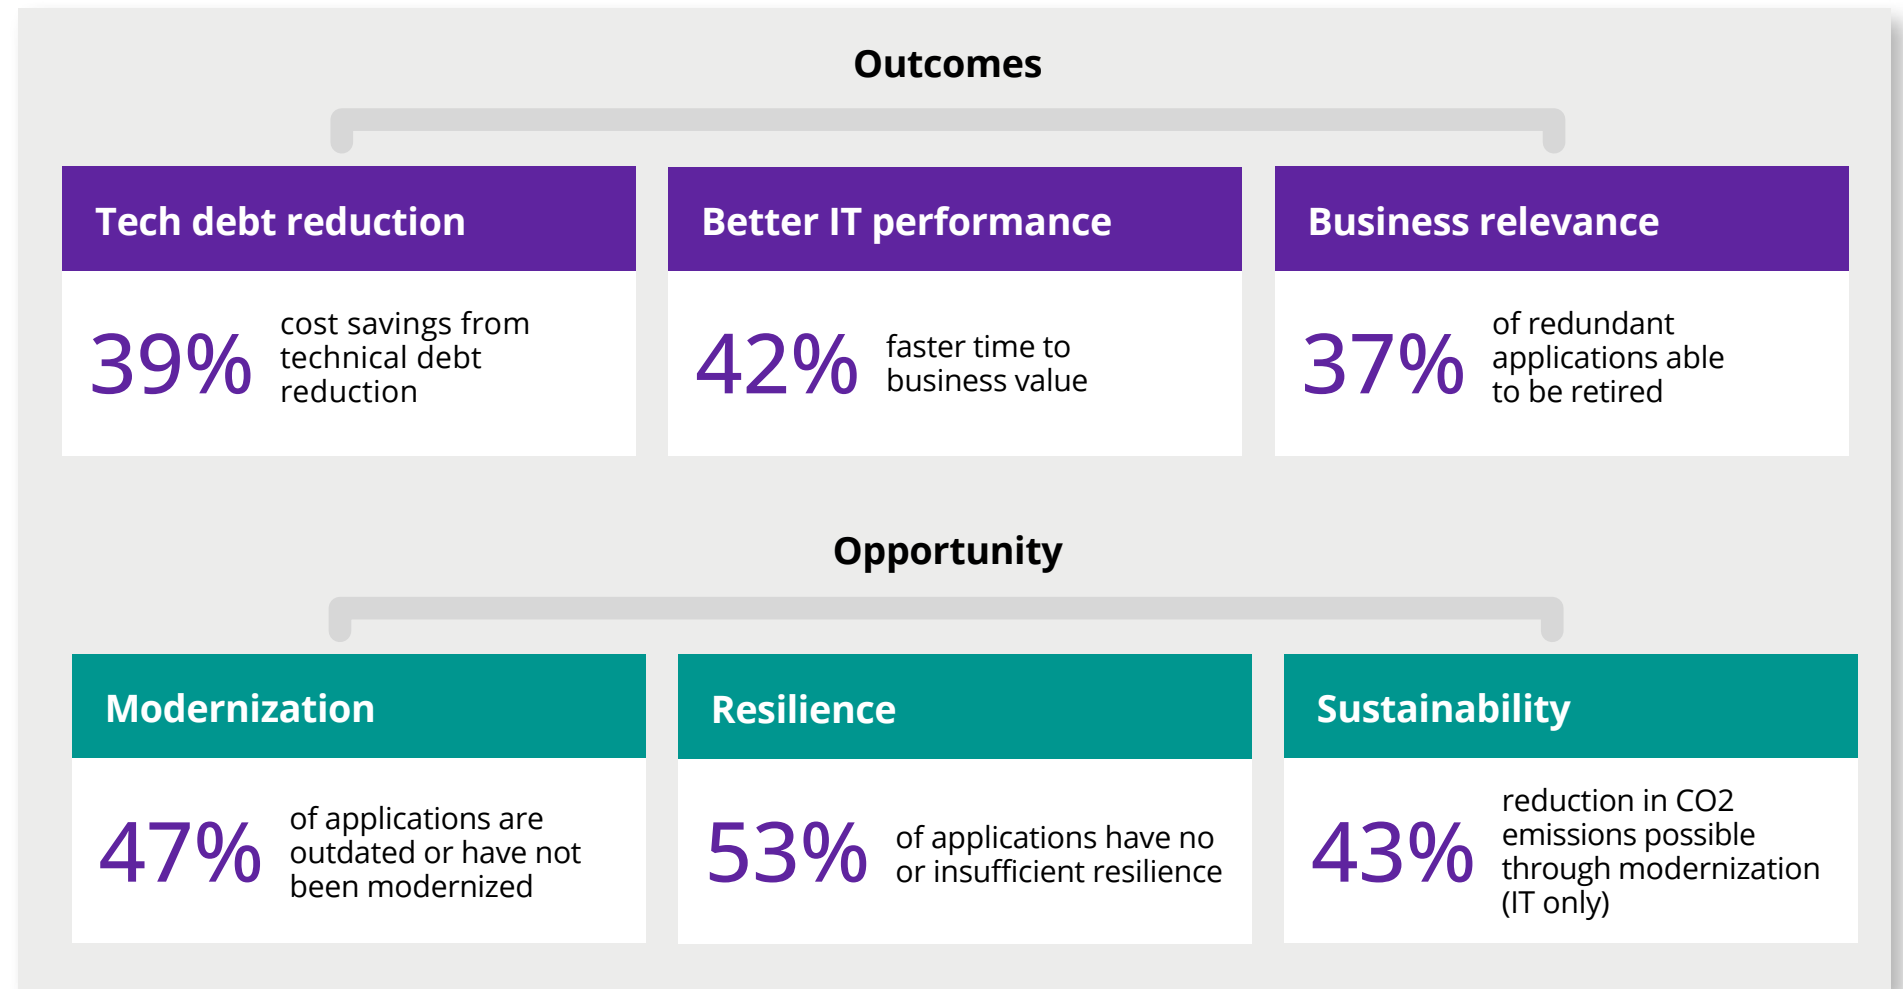 Outcomes
Tech debt reduction
39%
cost savings from
technical debt
reduction
Better IT performance
42%
faster time to
business value
Business relevance
37%
of redundant
applications able
to be retired
Opportunity
Modernization
47%
of applications are
outdated or have not
been modernized
Resilience
53%
of applications have no
or insufficient resilience
Sustainability
43%
reduction in CO2
emissions possible
through modernization
(IT only)